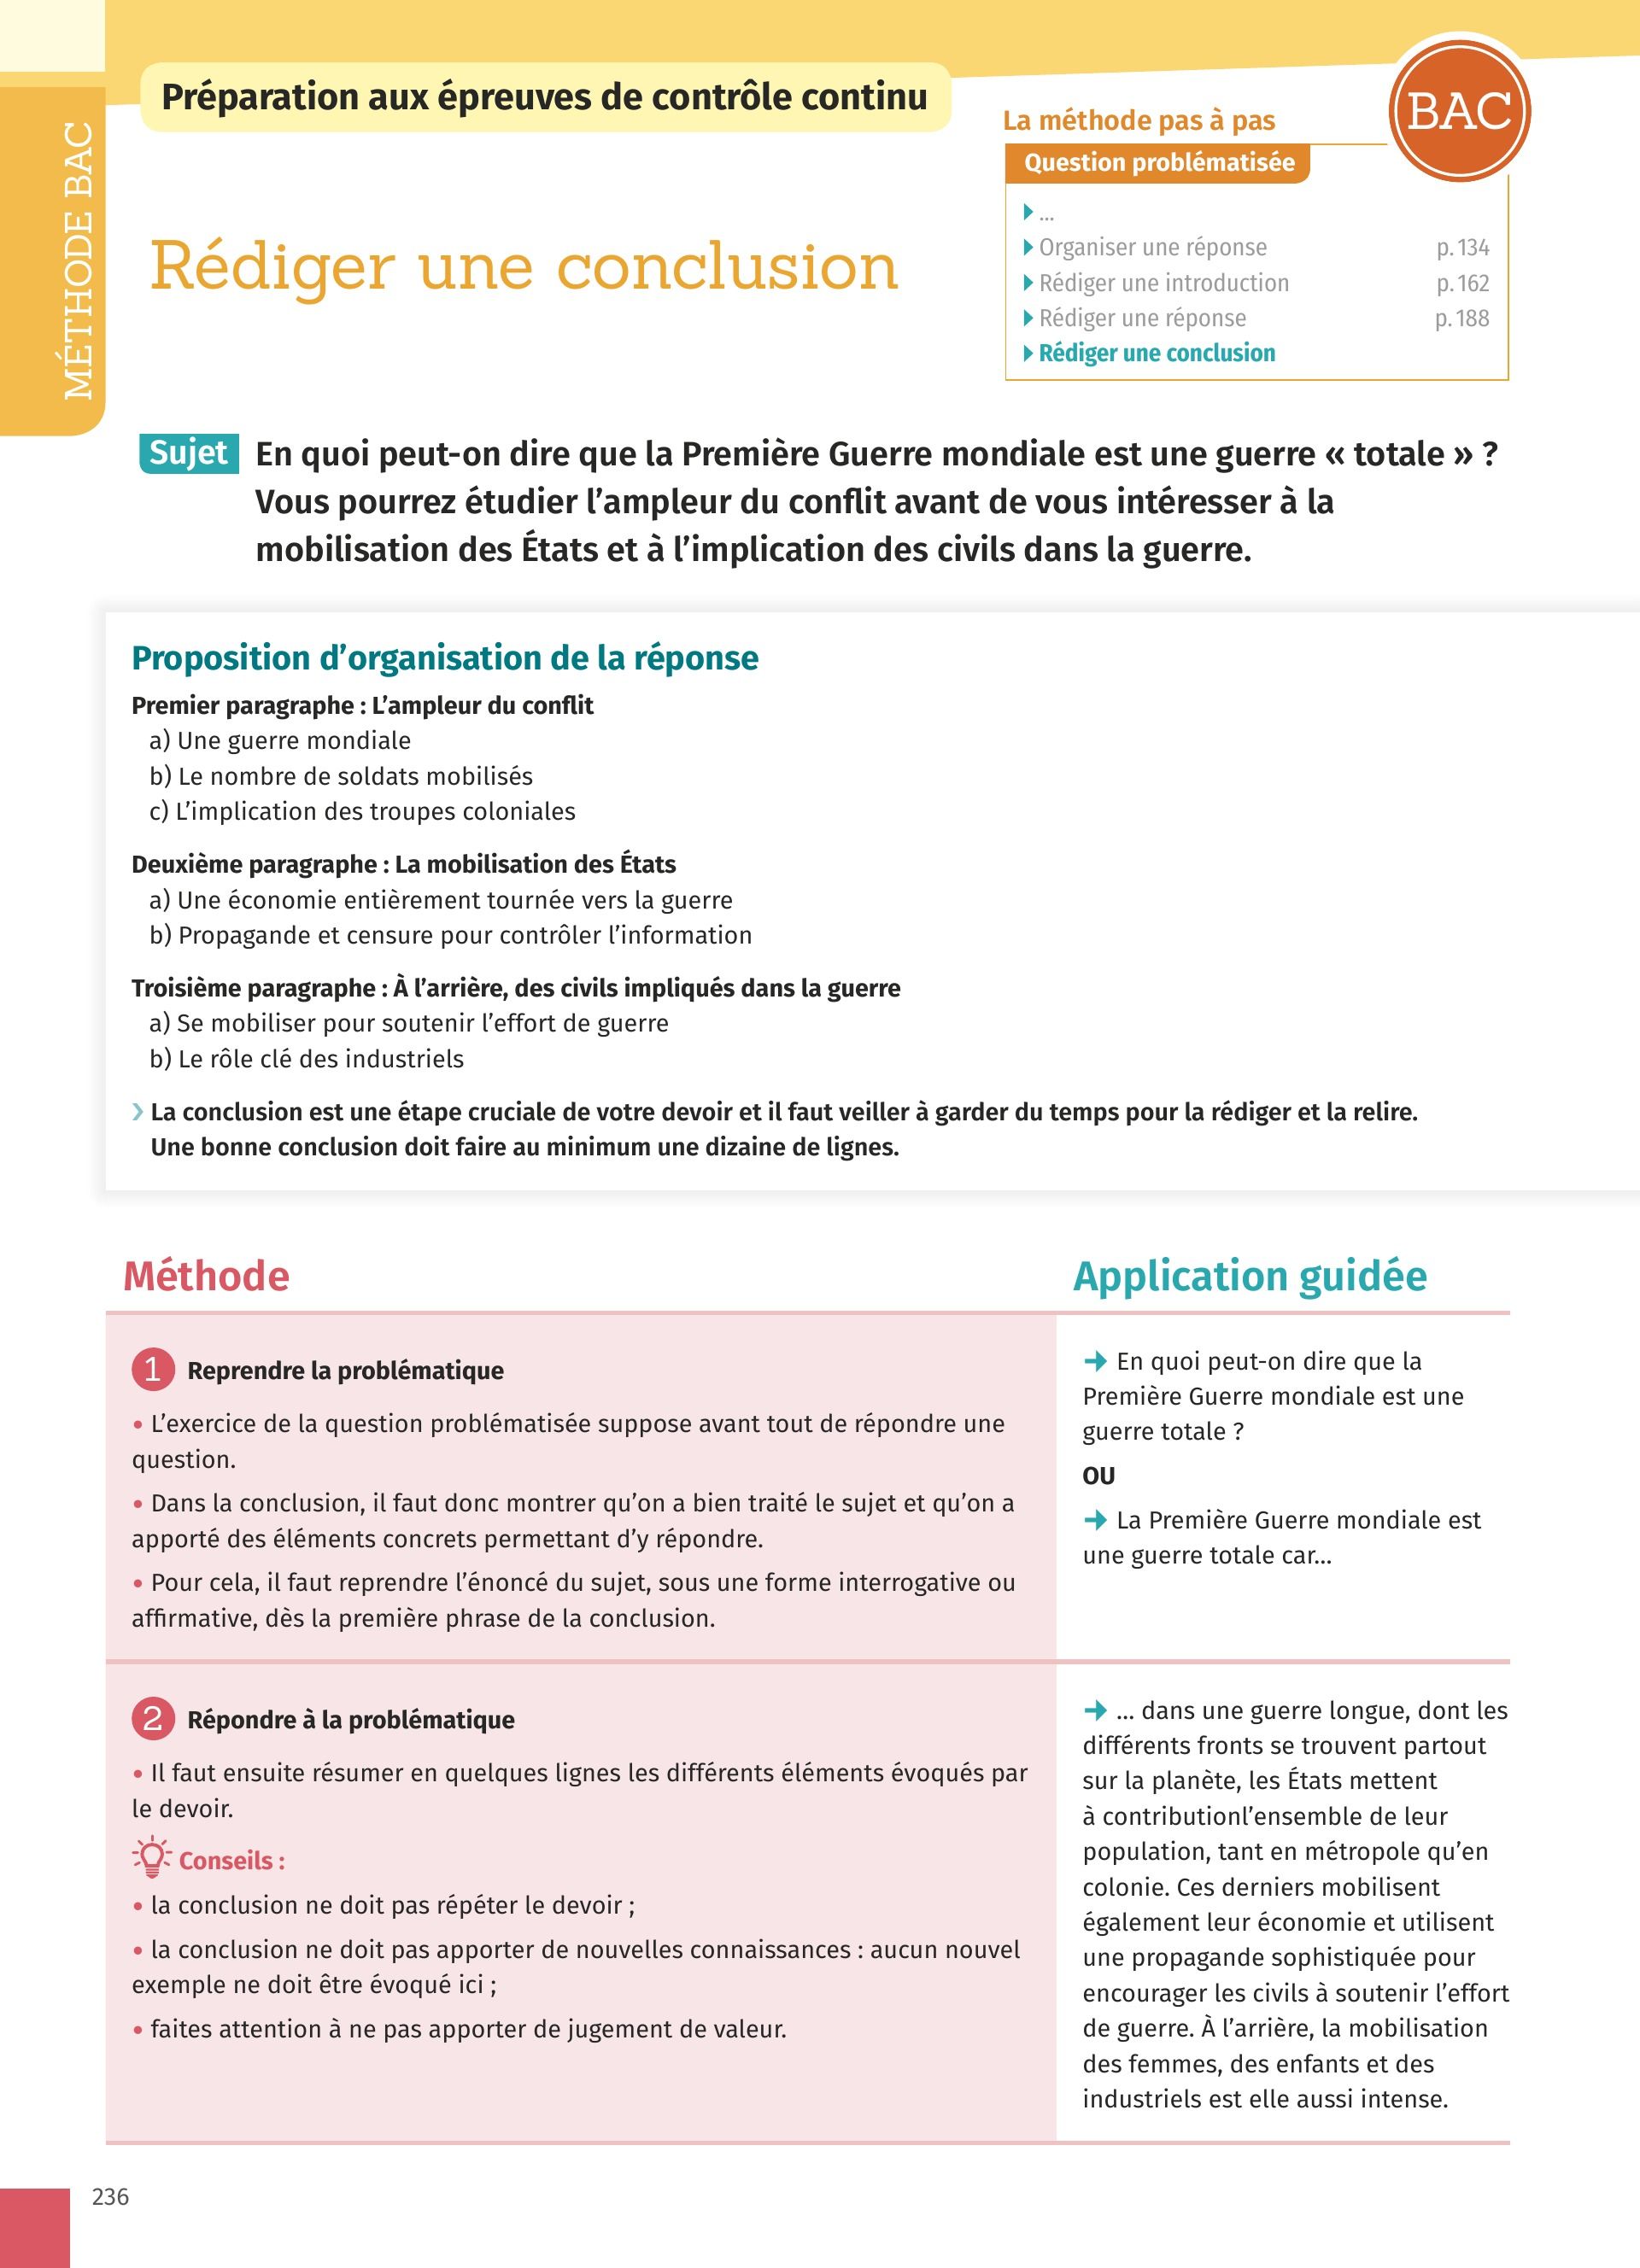 MÉTHODE BAC
Préparation aux épreuves de contrôle continu
Rédiger une conclusion
La méthode pas à pas
BAC
Question problématisée
...
Organiser une réponse p. 134
Rédiger une introduction p. 162
Rédiger une réponse p. 188
Rédiger une conclusion
Sujet En quoi peut-on dire que la Première Guerre mondiale est une guerre « totale » ?
Vous pourrez étudier l’ampleur du conflit avant de vous intéresser à la
mobilisation des États et à l’implication des civils dans la guerre.
Proposition d’organisation de la réponse
Premier paragraphe : L’ampleur du conflit
a) Une guerre mondiale
b) Le nombre de soldats mobilisés
c) L’implication des troupes coloniales
Deuxième paragraphe : La mobilisation des États
a) Une économie entièrement tournée vers la guerre
b) Propagande et censure pour contrôler l’information
Troisième paragraphe : À l’arrière, des civils impliqués dans la guerre
a) Se mobiliser pour soutenir l’effort de guerre
b) Le rôle clé des industriels
› La conclusion est une étape cruciale de votre devoir et il faut veiller à garder du temps pour la rédiger et la relire.
Une bonne conclusion doit faire au minimum une dizaine de lignes.
Méthode
1 Reprendre la problématique
• L’exercice de la question problématisée suppose avant tout de répondre une
question.
• Dans la conclusion, il faut donc montrer qu’on a bien traité le sujet et qu’on a
apporté des éléments concrets permettant d’y répondre.
• Pour cela, il faut reprendre l’énoncé du sujet, sous une forme interrogative ou
affirmative, dès la première phrase de la conclusion.
Application guidée
➜ En quoi peut-on dire que la
Première Guerre mondiale est une
guerre totale ?
OU
➜ La Première Guerre mondiale est
une guerre totale car...
2 Répondre à la problématique
• Il faut ensuite résumer en quelques lignes les différents éléments évoqués par
le devoir.
Conseils :
• la conclusion ne doit pas répéter le devoir ;
• la conclusion ne doit pas apporter de nouvelles connaissances : aucun nouvel
exemple ne doit être évoqué ici ;
• faites attention à ne pas apporter de jugement de valeur.
➜ ... dans une guerre longue, dont les
différents fronts se trouvent partout
sur la planète, les États mettent
à contributionl’ensemble de leur
population, tant en métropole qu’en
colonie. Ces derniers mobilisent
également leur économie et utilisent
une propagande sophistiquée pour
encourager les civils à soutenir l’effort
de guerre. À l’arrière, la mobilisation
des femmes, des enfants et des
industriels est elle aussi intense.
236